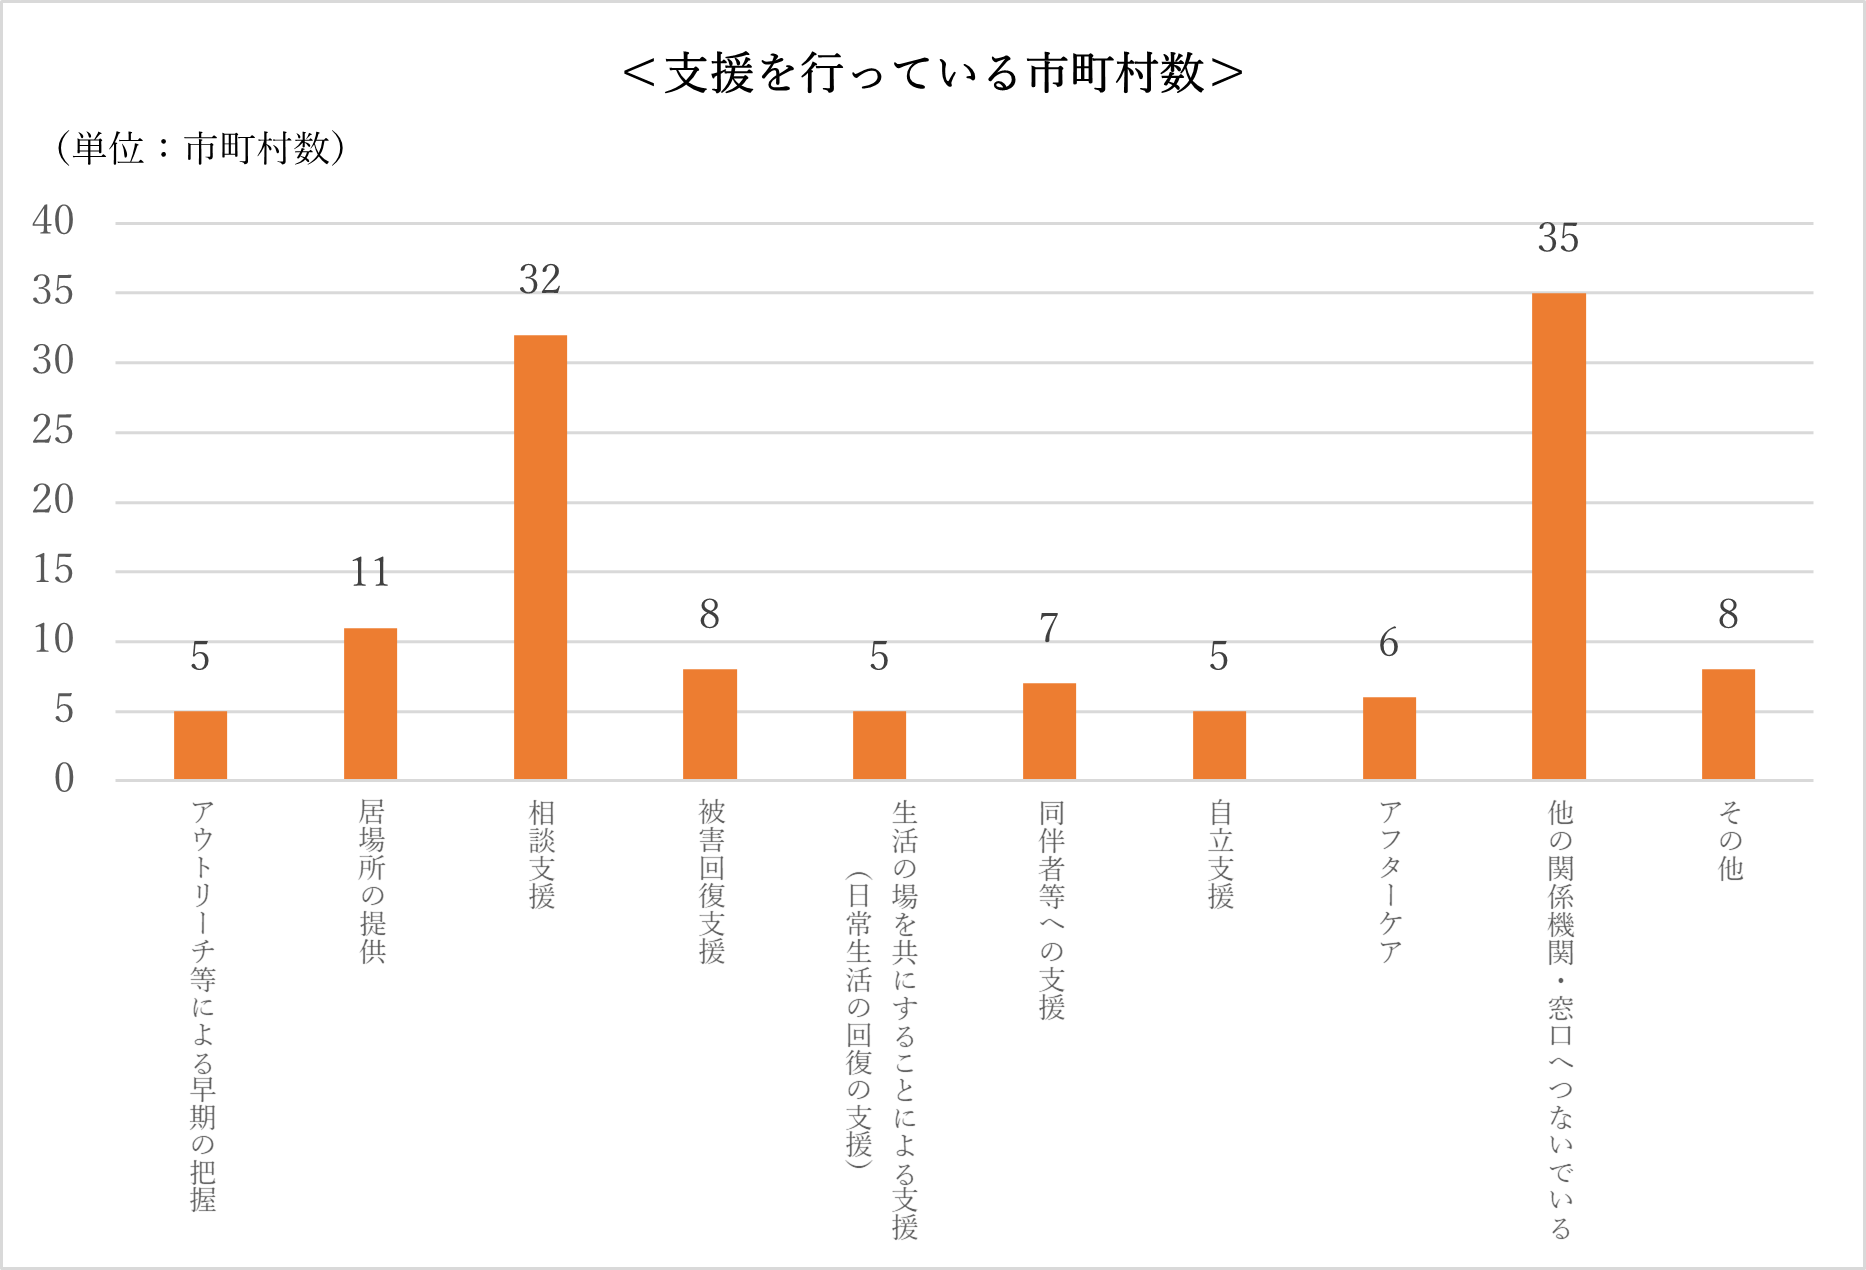 ＜支援を行っている市町村数＞
（単位：市町村数）
40
35
30
25
20
15
10
5
0
5
11
32
8
5
7
5
6
35
8
アウトリーチ等による早期の把握
居場所の提供
相談支援
被害回復支援
生活の場を共にすることによる支援
（日常生活の回復の支援）
同伴者等への支援
自立支援
アフターケア
他の関係機関・窓口へつないでいる
その他